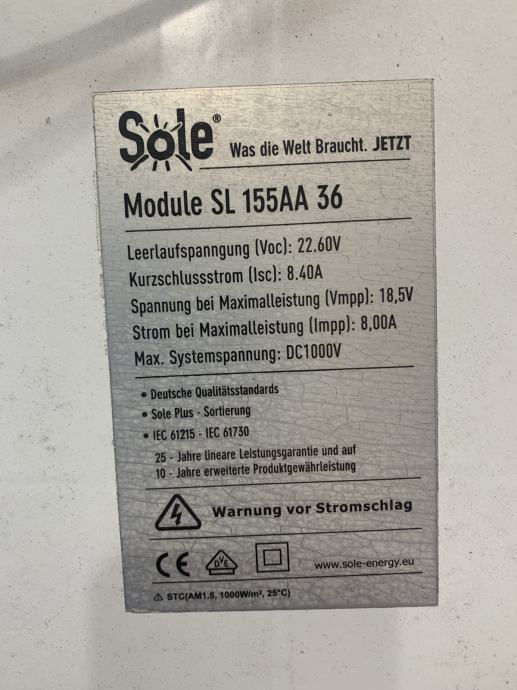 Sole®
Was die Welt Braucht. JETZT
Module SL 155AA 36
Leerlaufspanngung (Voc): 22.60V
Kurzschlussstrom (Isc): 8.40A
Spannung bei Maximalleistung (Vmpp): 18,5V
Strom bei Maximalleistung (Impp): 8,00A
Max. Systemspannung: DC1000V
• Deutsche Qualitätsstandards
• Sole Plus - Sortierung
• IEC 61215 - IEC 61730
25 - Jahre lineare Leistungsgarantie und auf
10 - Jahre erweiterte Produktgewährleistung
Warnung vor Stromschlag
CE DVE www.sole-energy.eu
⚠ STC(AM1.5, 1000W/m², 25°C)